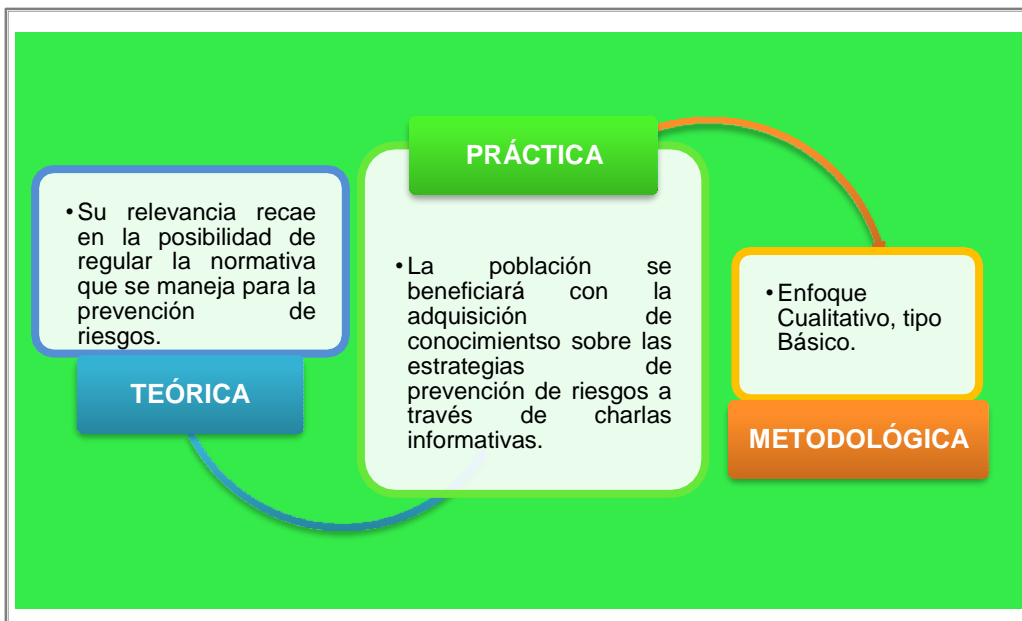 •Su relevancia recae
en la posibilidad de
regular la normativa
que se maneja para la
prevención de
riesgos.
TEÓRICA
PRÁCTICA
•La población se
beneficiará con la
adquisición de
conocimientso sobre las
estrategias de
prevención de riesgos a
través de charlas
informativas.
•Enfoque
Cualitativo, tipo
Básico.
METODOLÓGICA